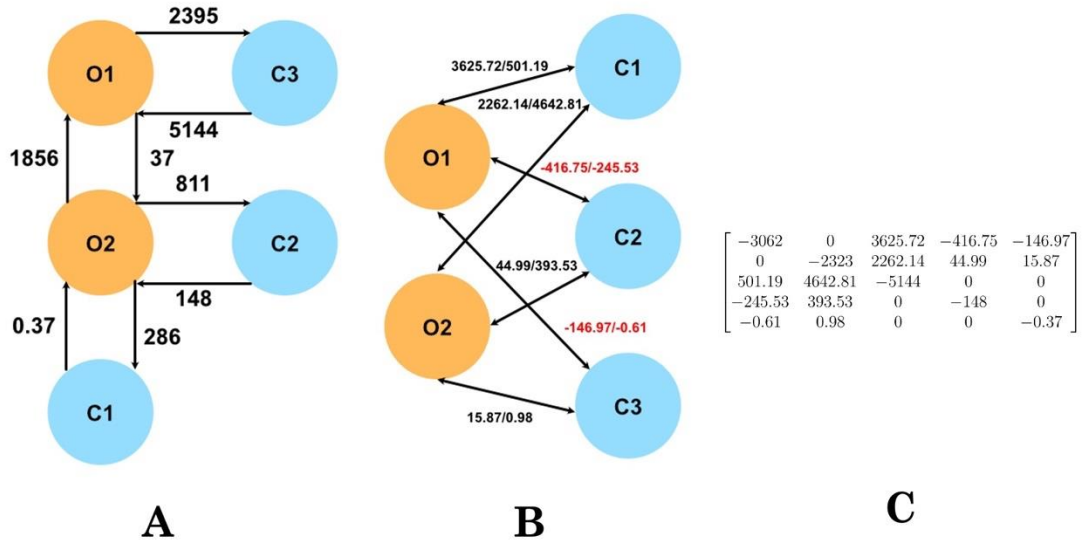 2395
O1
C3
5144
1856
37
811
O2
C2
148
0.37
286
C1
A
3625.72/501.19
C1
2262.14/4642.81
O1
-416.75/-245.53
C2
44.99/393.53
O2
-146.97/-0.61
C3
15.87/0.98
B
−3062 0 3625.72 −416.75 −146.97
0 −2323 2262.14 44.99 15.87
501.19 4642.81 −5144 0 0
−245.53 393.53 0 −148 0
−0.61 0.98 0 0 −0.37
C